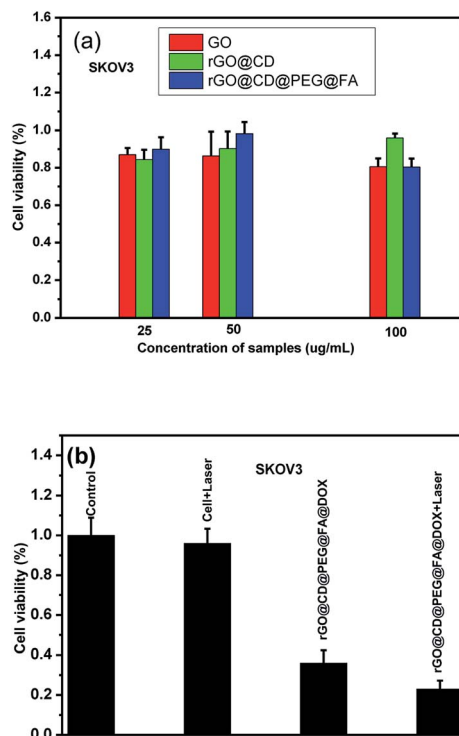 (a)
SKOV3
GO
rGO@CD
rGO@CD@PEG@FA
1.6
1.4
1.2
1.0
0.8
0.6
0.4
0.2
0.0
Cell viability (%)
25
50
100
Concentration of samples (ug/mL)
(b)
SKOV3
Control
Cell+Laser
rGO@CD@PEG@FA@DOX
rGO@CD@PEG@FA@DOX+Laser
1.4
1.2
1.0
0.8
0.6
0.4
0.2
0.0
Cell viability (%)